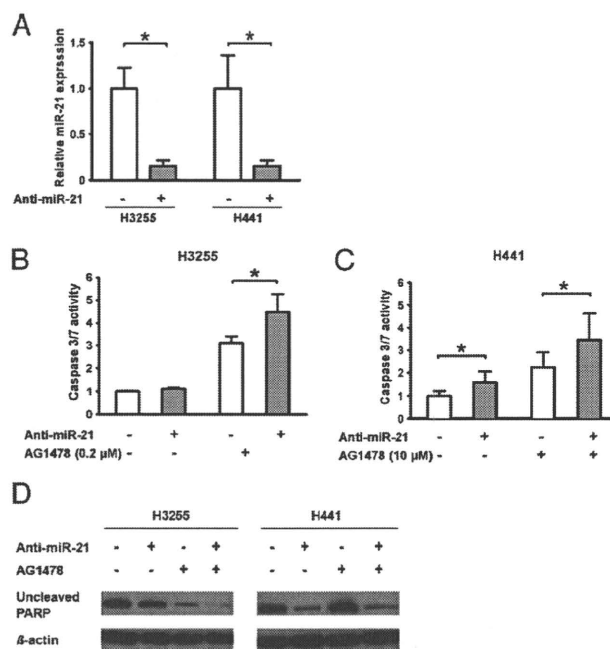 A
Relative miR-21 exprssion
1.5
1.0
0.5
0
* *
Anti-miR-21 - + - +
H3255 H441
B
H3255
Caspase 3/7 activity
6
5
4
3
2
1
0
*
Anti-miR-21 - + - +
AG1478 (0.2 µM) - - + +
C
H441
Caspase 3/7 activity
6
5
4
3
2
1
0
* *
Anti-miR-21 - + - +
AG1478 (10 µM) - - + +
D
H3255 H441
Anti-miR-21 - + - + - + - +
AG1478 - - + + - - + +
Uncleaved
PARP
ß-actin